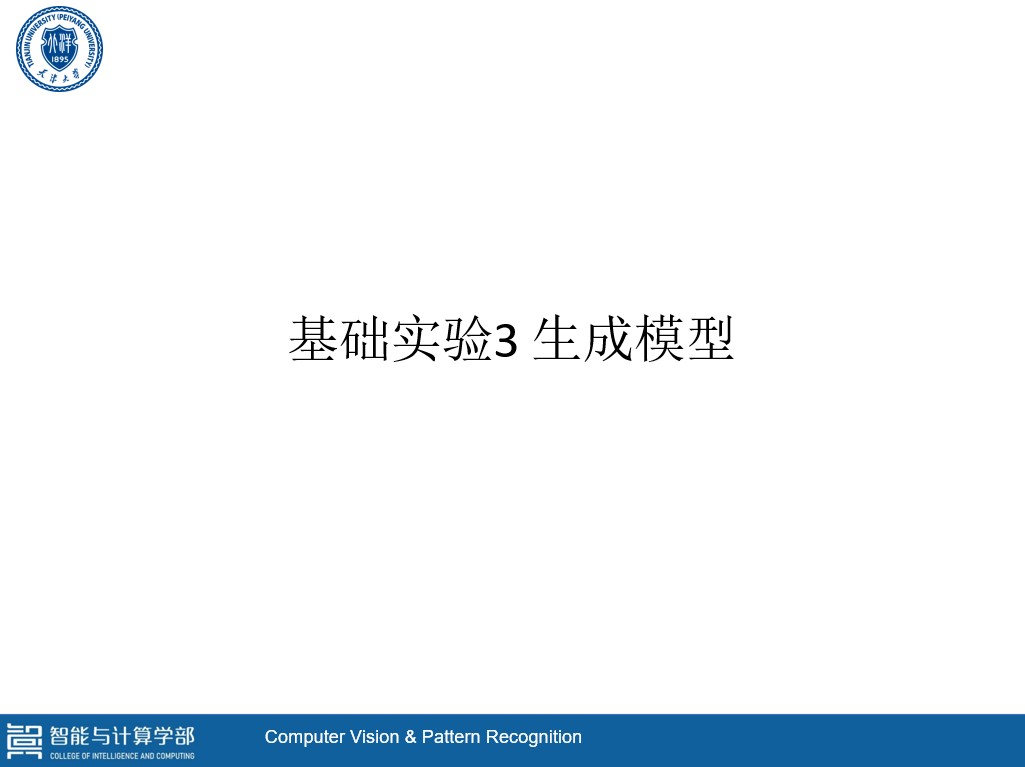 TIANJIN UNIVERSITY (PEIYANG UNIVERSITY)
北洋
1895
天津大學
基础实验3 生成模型
智能与计算学部
COLLEGE OF INTELLIGENCE AND COMPUTING
Computer Vision & Pattern Recognition